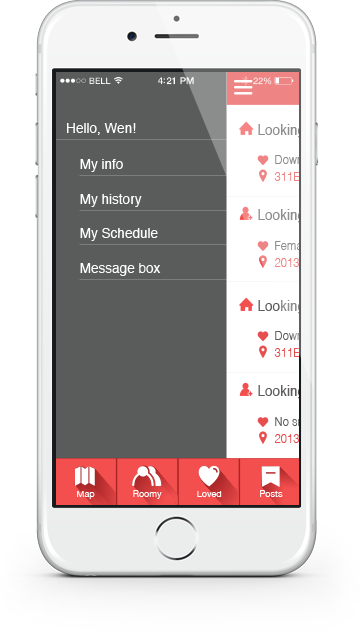 BELL 4:21 PM 22%
Hello, Wen!
My info
My history
My Schedule
Message box
Looking
Down
311E
Looking
Fema
2013
Looking
Down
311E
Looking
No s
2013
Map Roomy Loved Posts